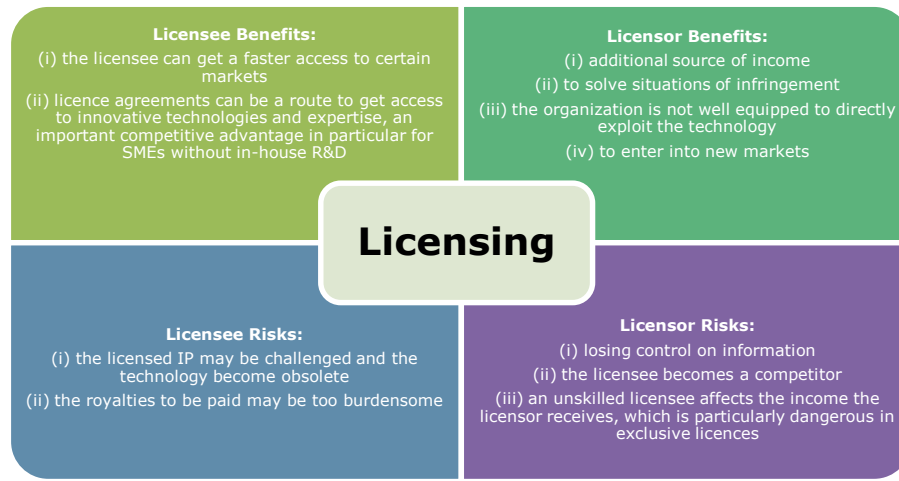 Licensee Benefits:
(i) the licensee can get a faster access to certain
markets
(ii) licence agreements can be a route to get access
to innovative technologies and expertise, an
important competitive advantage in particular for
SMEs without in-house R&D
Licensor Benefits:
(i) additional source of income
(ii) to solve situations of infringement
(iii) the organization is not well equipped to directly
exploit the technology
(iv) to enter into new markets
Licensing
Licensee Risks:
(i) the licensed IP may be challenged and the
technology become obsolete
(ii) the royalties to be paid may be too burdensome
Licensor Risks:
(i) losing control on information
(ii) the licensee becomes a competitor
(iii) an unskilled licensee affects the income the
licensor receives, which is particularly dangerous in
exclusive licences